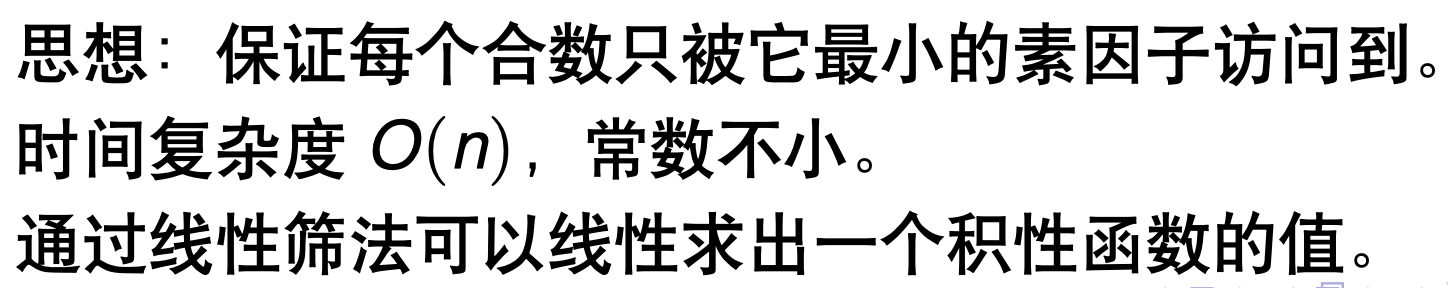 思想：保证每个合数只被它最小的素因子访问到。
时间复杂度 O(n)，常数不小。
通过线性筛法可以线性求出一个积性函数的值。